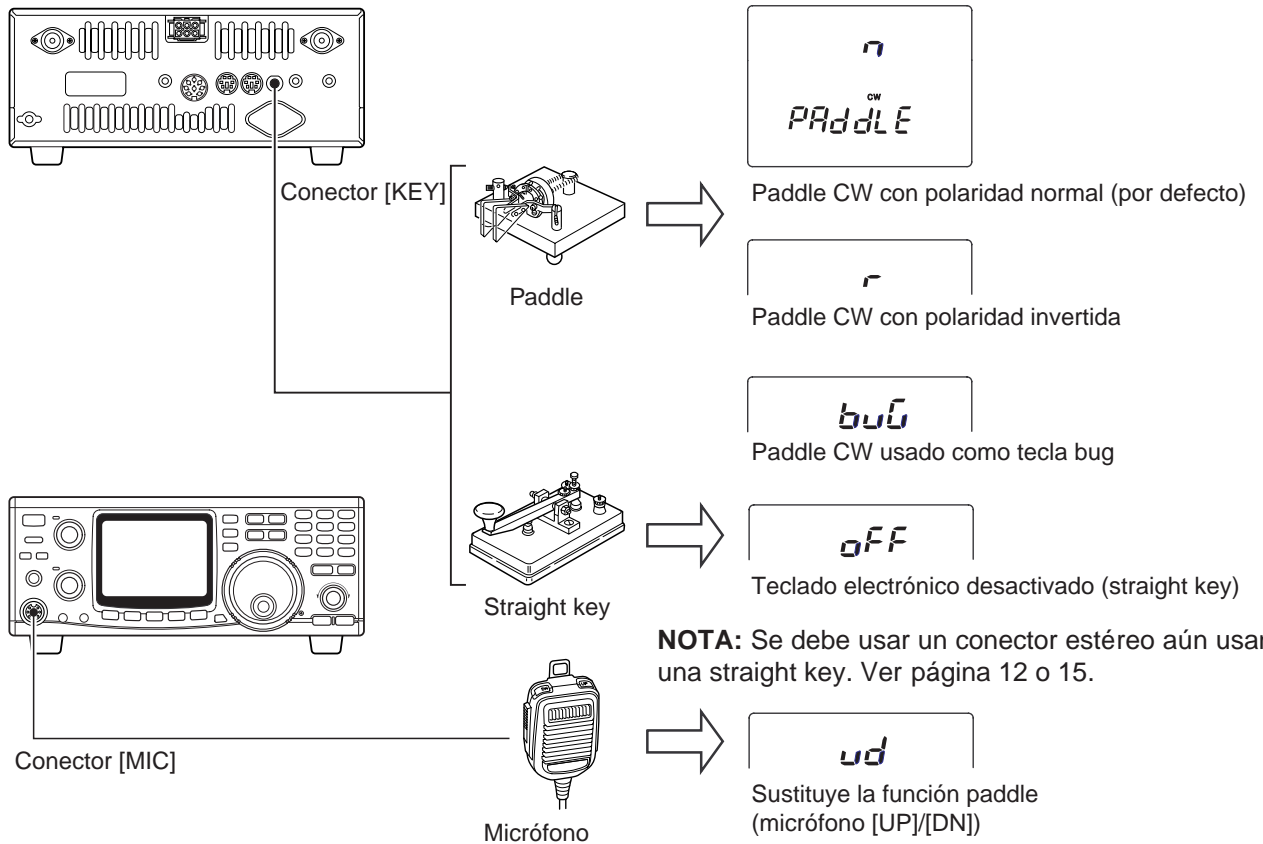 n
CW
PAddLE
Conector [KEY]
Paddle CW con polaridad normal (por defecto)
Paddle
r
Paddle CW con polaridad invertida
buG
Paddle CW usado como tecla bug
oFF
Teclado electrónico desactivado (straight key)
Straight key
NOTA: Se debe usar un conector estéreo aún usar
una straight key. Ver página 12 o 15.
ud
Conector [MIC]
Sustituye la función paddle
(micrófono [UP]/[DN])
Micrófono